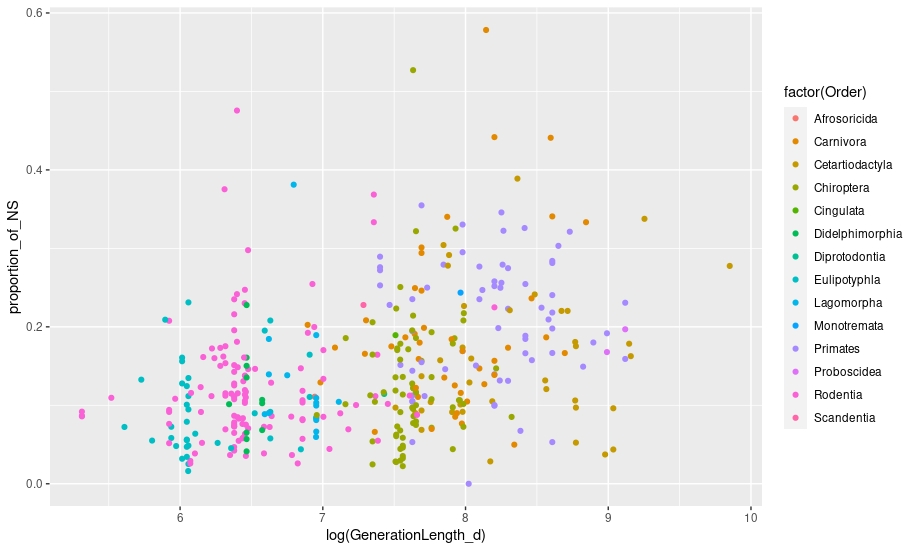 0.6
0.4
0.2
0.0
proportion_of_NS
6 7 8 9 10
log(GenerationLength_d)
factor(Order)
Afrosoricida
Carnivora
Cetartiodactyla
Chiroptera
Cingulata
Didelphimorphia
Diprotodontia
Eulipotyphla
Lagomorpha
Monotremata
Primates
Proboscidea
Rodentia
Scandentia